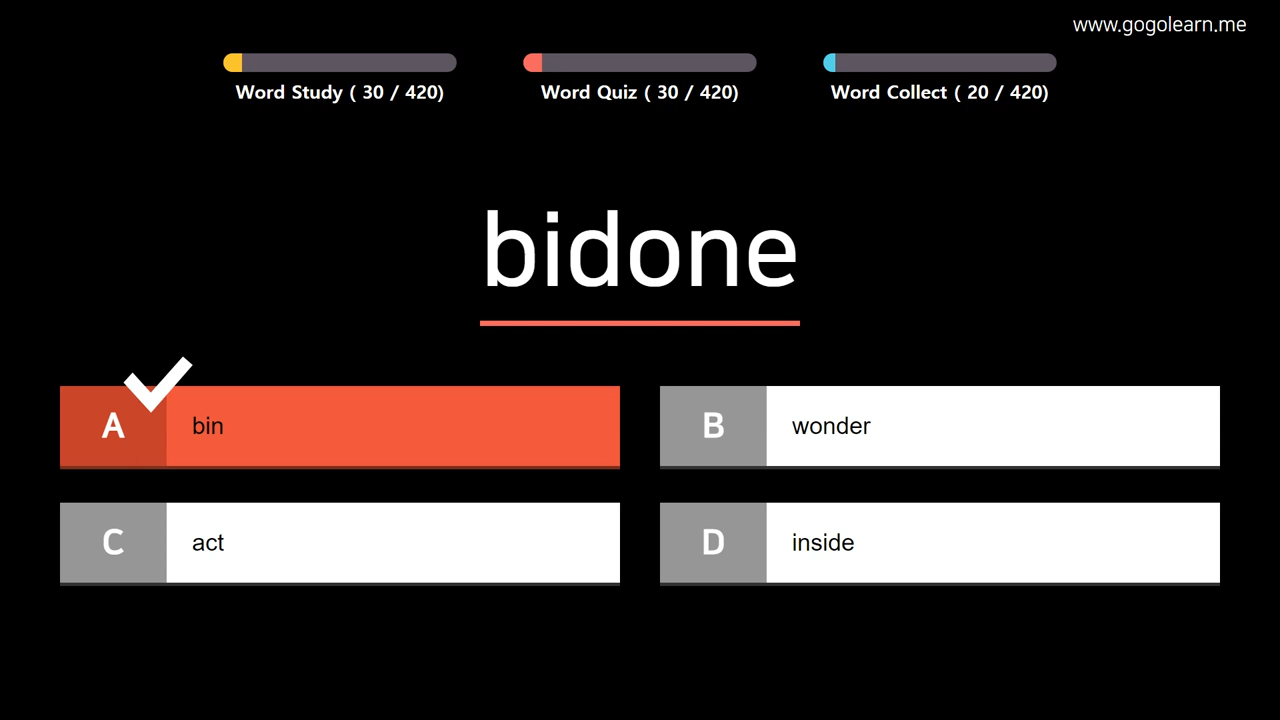 www.gogolearn.me
Word Study ( 30 / 420)
Word Quiz ( 30 / 420)
Word Collect ( 20 / 420)
bidone
A bin
B wonder
C act
D inside